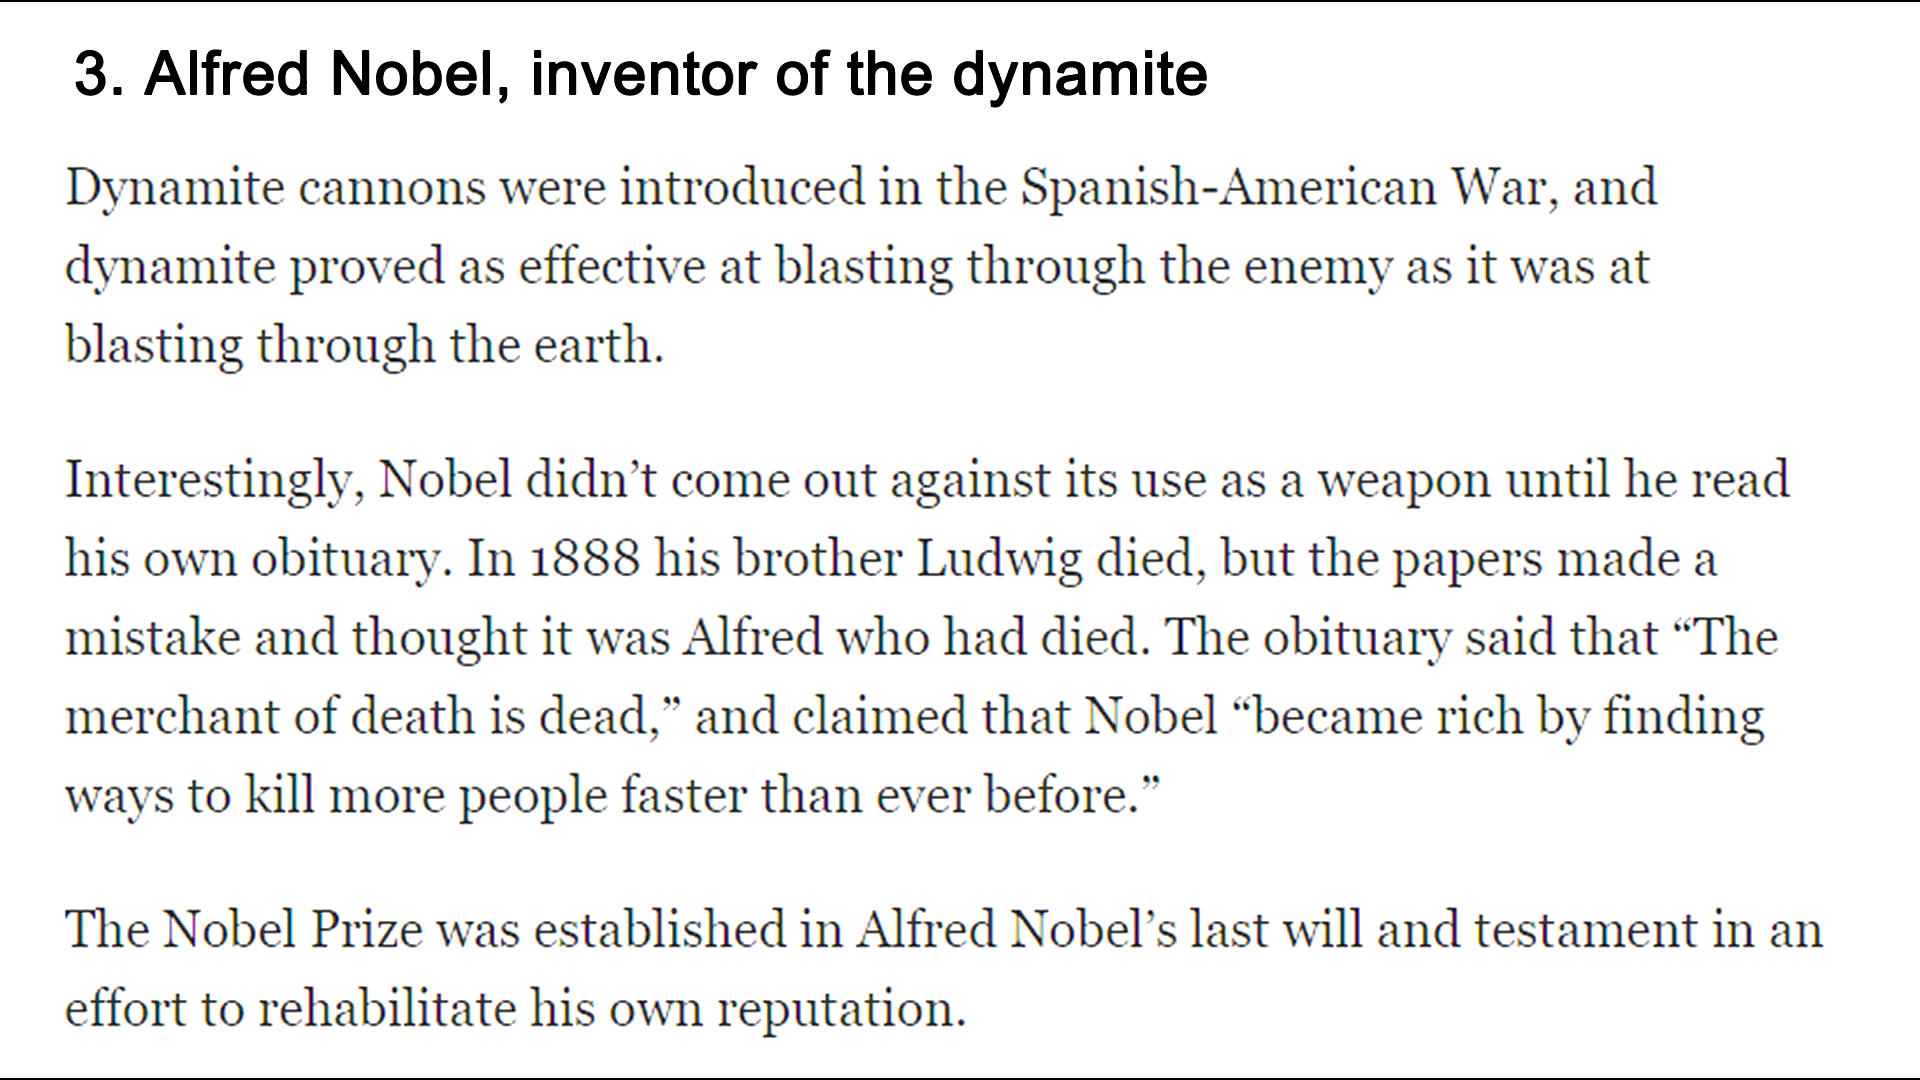 3. Alfred Nobel, inventor of the dynamite
Dynamite cannons were introduced in the Spanish-American War, and
dynamite proved as effective at blasting through the enemy as it was at
blasting through the earth.
Interestingly, Nobel didn’t come out against its use as a weapon until he read
his own obituary. In 1888 his brother Ludwig died, but the papers made a
mistake and thought it was Alfred who had died. The obituary said that “The
merchant of death is dead,” and claimed that Nobel “became rich by finding
ways to kill more people faster than ever before.”
The Nobel Prize was established in Alfred Nobel’s last will and testament in an
effort to rehabilitate his own reputation.